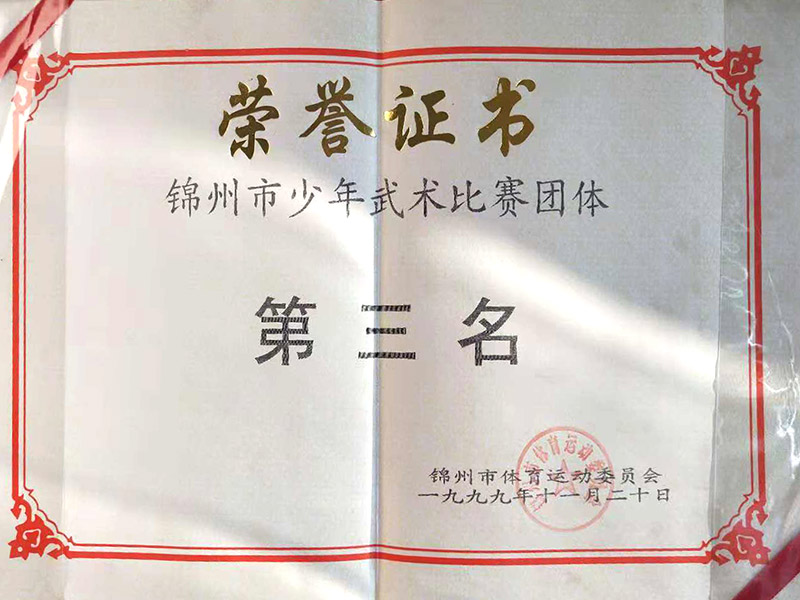 荣誉证书
锦州市少年武术比赛团体
第三名
锦州市体育运动委员会
一九九九年十一月二十日